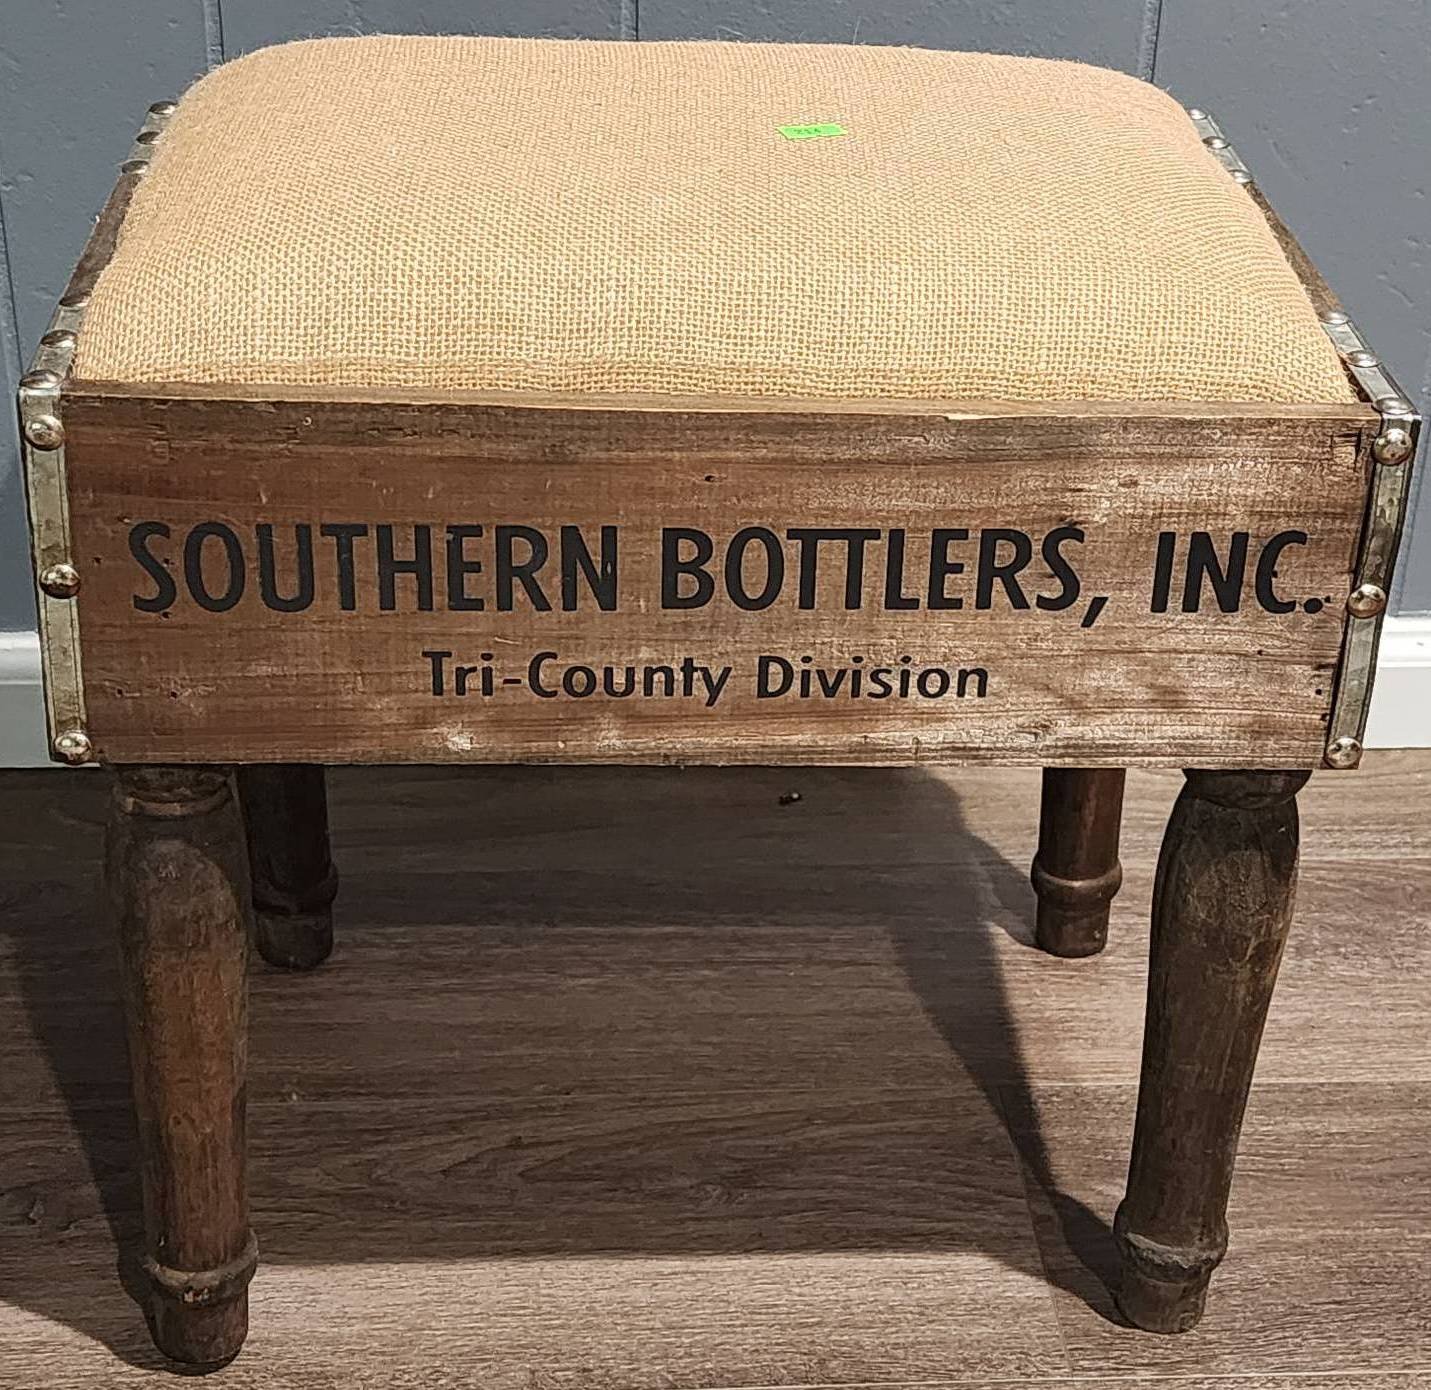 SOUTHERN BOTTLERS, INC.
Tri-County Division